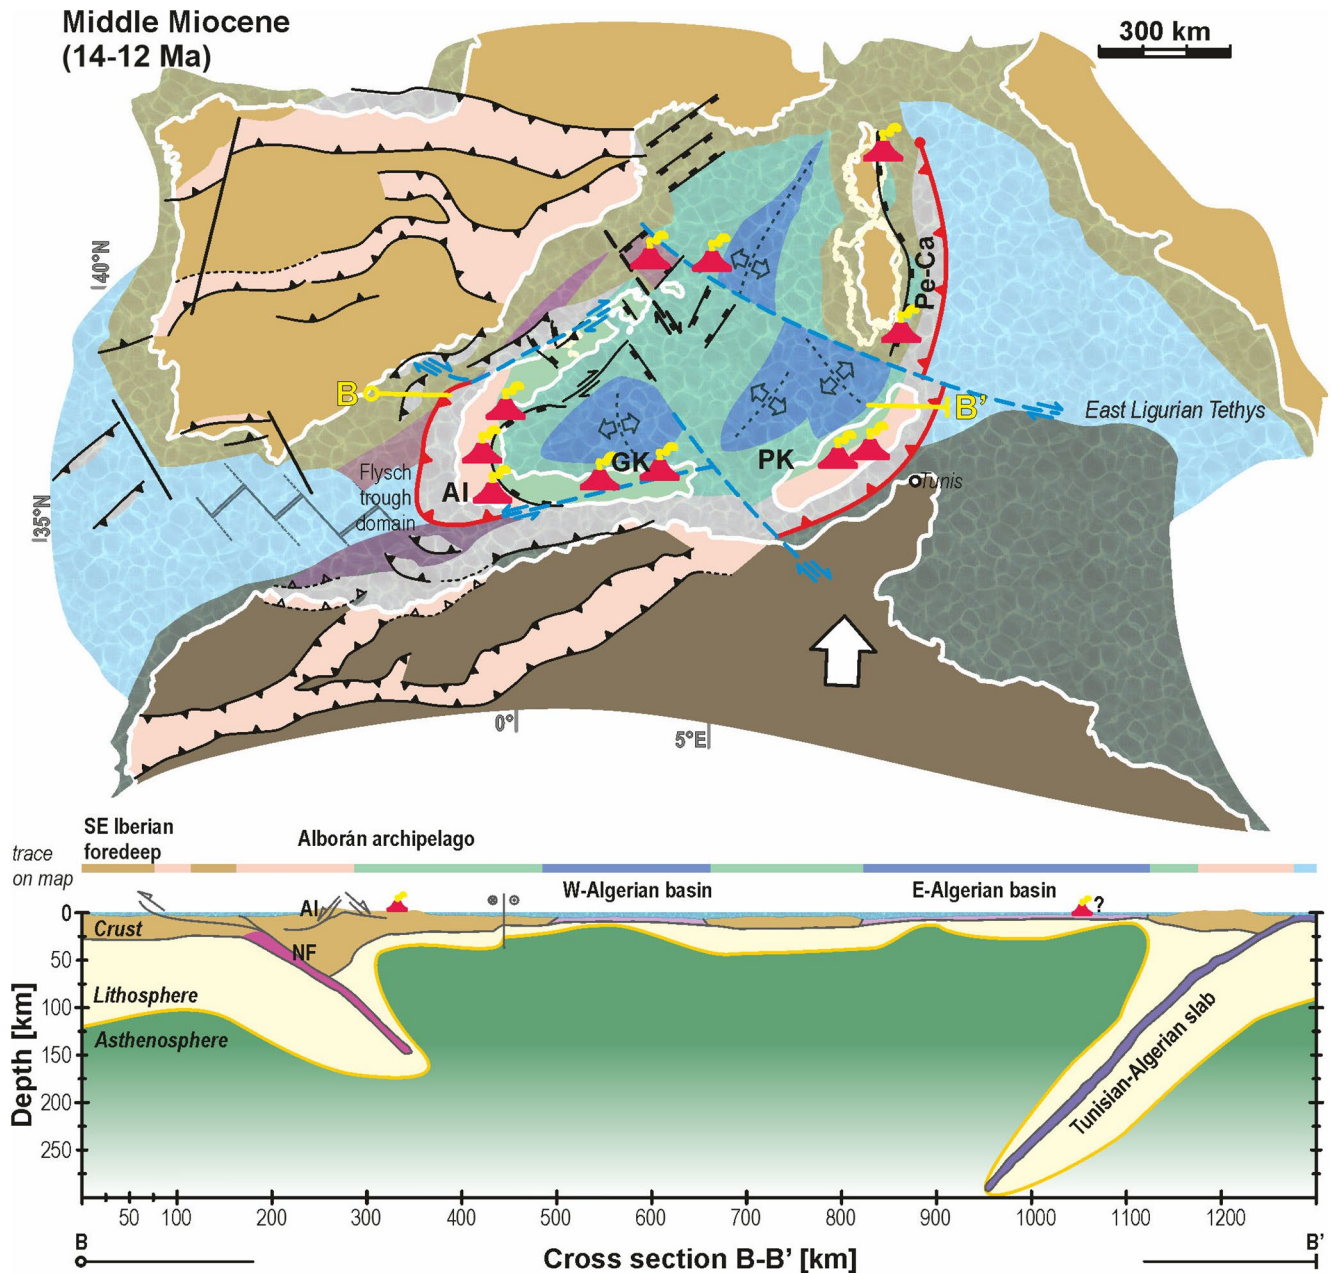 Middle Miocene
(14-12 Ma)
300 km
40°N
Pe-Ca
B
B'
East Ligurian Tethys
GK
PK
Flysch
trough
domain
Al
Tunis
35°N
0°
5°E
SE Iberian
foredeep
Alborán archipelago
trace
on map
W-Algerian basin
E-Algerian basin
?
Al
0
Crust
NF
50
Lithosphere
100
Asthenosphere
150
200
250
Depth [km]
Tunisian-Algerian slab
50 100 200 300 400 500 600 700 800 900 1000 1100 1200
B
B'
Cross section B-B' [km]